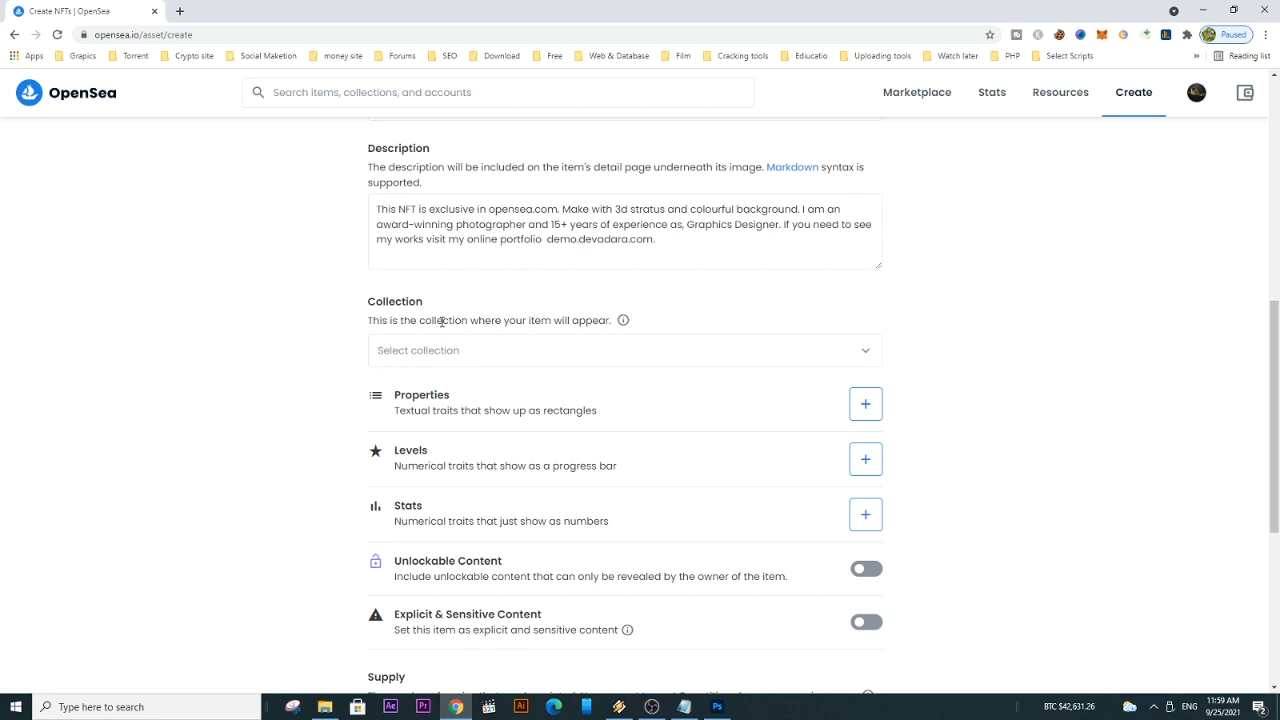 Create NFTs | OpenSea
opensea.io/asset/create
Paused
Apps Grapics Torrent Crypto site Social Maketion money site Forums SEO Download Free Web & Database Film Cracking tools Educatio Uploading tools Watch later PHP Select Scripts » Reading list
OpenSea
Search items, collections, and accounts
Marketplace Stats Resources Create
Description
The description will be included on the item's detail page underneath its image. Markdown syntax is
supported.
This NFT is exclusive in opensea.com. Make with 3d stratus and colourful background. I am an
award-winning photographer and 15+ years of experience as, Graphics Designer. If you need to see
my works visit my online portfolio demo.devadara.com.
Collection
This is the collection where your item will appear.
Select collection
Properties
Textual traits that show up as rectangles
Levels
Numerical traits that show as a progress bar
Stats
Numerical traits that just show as numbers
Unlockable Content
Include unlockable content that can only be revealed by the owner of the item.
Explicit & Sensitive Content
Set this item as explicit and sensitive content
Supply
Type here to search
Ae Pr Ai Ps
BTC $42,631.26
ENG
11:59 AM
9/25/2021
2